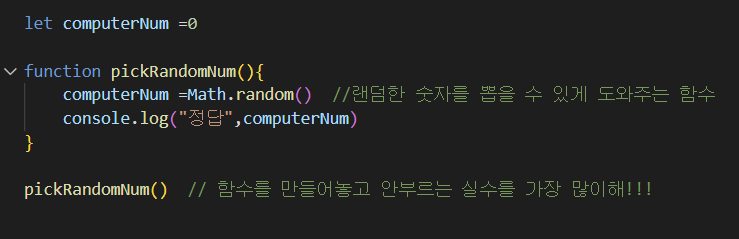 let computerNum =0
function pickRandomNum(){
computerNum =Math.random()  //랜덤한 숫자를 뽑을 수 있게 도와주는 함수
console.log("정답",computerNum)
}
pickRandomNum()  // 함수를 만들어놓고 안부르는 실수를 가장 많이해!!!